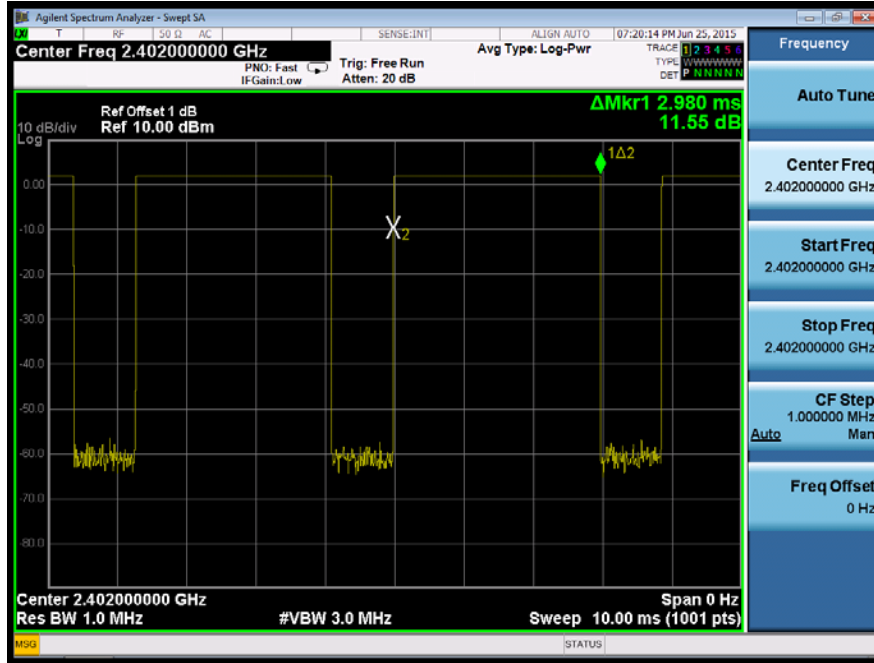 Agilent Spectrum Analyzer - Swept SA
T RF 50 Ω AC SENSE:INT ALIGN AUTO 07:20:14 PM Jun 25, 2015
Center Freq 2.402000000 GHz
PNO: Fast
IFGain:Low
Trig: Free Run
Atten: 20 dB
Avg Type: Log-Pwr
TRACE 1 2 3 4 5 6
TYPE WWWWWW
DET P N N N N N
Ref Offset 1 dB
10 dB/div Ref 10.00 dBm
Log
ΔMkr1 2.980 ms
11.55 dB
1Δ2
0.00
-10.0
X2
-20.0
-30.0
-40.0
-50.0
-60.0
-70.0
-80.0
Center 2.402000000 GHz Span 0 Hz
Res BW 1.0 MHz #VBW 3.0 MHz Sweep 10.00 ms (1001 pts)
MSG STATUS
Frequency
Auto Tune
Center Freq
2.402000000 GHz
Start Freq
2.402000000 GHz
Stop Freq
2.402000000 GHz
CF Step
1.000000 MHz
Auto Man
Freq Offset
0 Hz